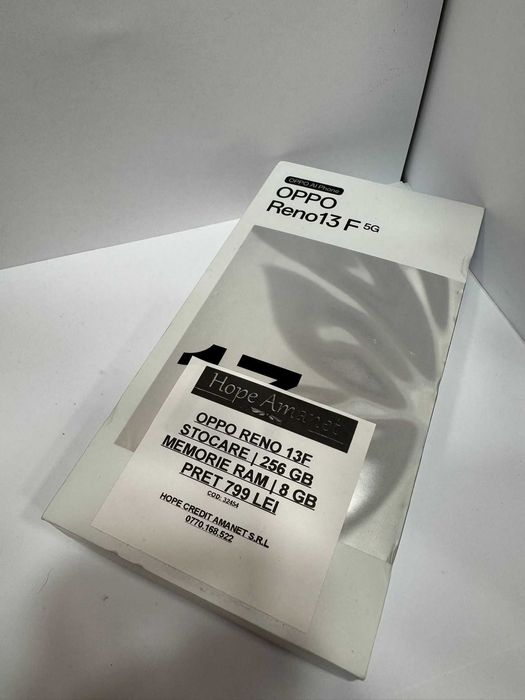 OPPO AI Phone
OPPO
Reno13 F 5G
13
Hope Amanet
OPPO RENO 13F
STOCARE | 256 GB
MEMORIE RAM | 8 GB
PRET 799 LEI
COD: 32454
HOPE CREDIT AMANET S.R.L
0770.168.522